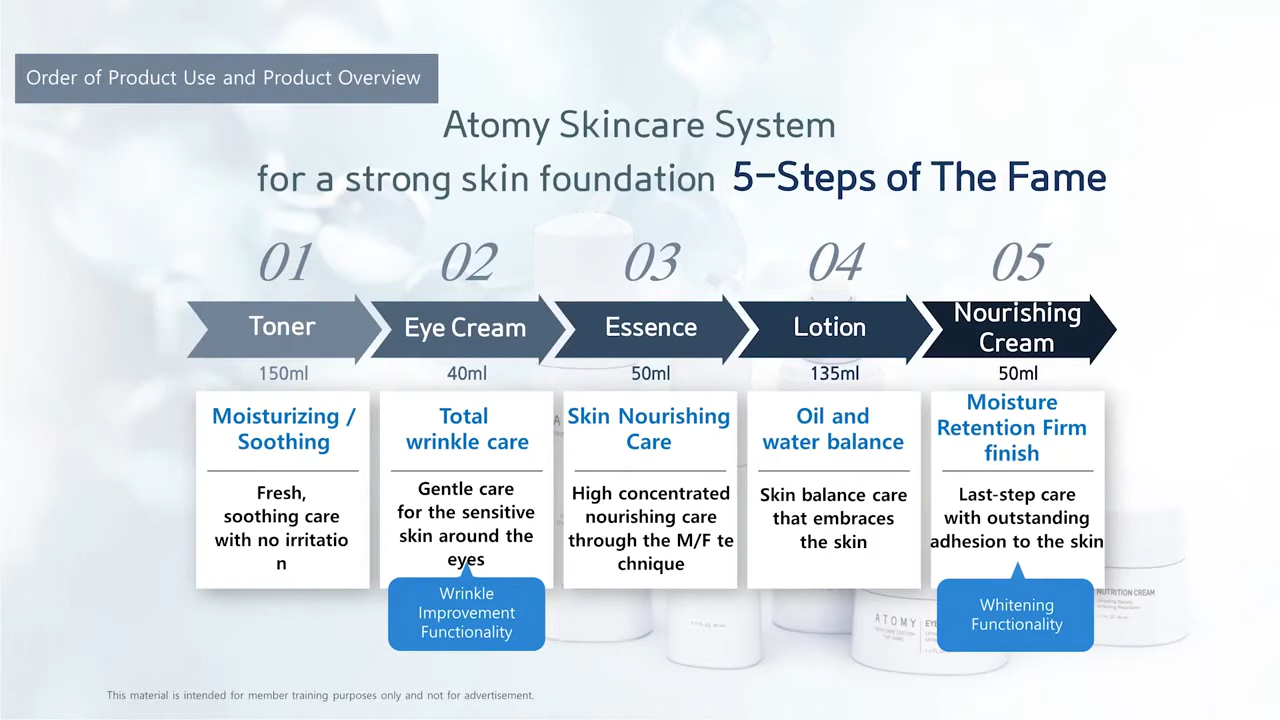 Order of Product Use and Product Overview
Atomy Skincare System
for a strong skin foundation 5-Steps of The Fame
01
02
03
04
05
Toner
Eye Cream
Essence
Lotion
Nourishing
Cream
150ml
40ml
50ml
135ml
50ml
Moisturizing /
Soothing
Fresh,
soothing care
with no irritatio
n
Total
wrinkle care
Gentle care
for the sensitive
skin around the
eyes
Wrinkle
Improvement
Functionality
Skin Nourishing
Care
High concentrated
nourishing care
through the M/F te
chnique
Oil and
water balance
Skin balance care
that embraces
the skin
Moisture
Retention Firm
finish
Last-step care
with outstanding
adhesion to the skin
Whitening
Functionality
NUTRITION CREAM
ATOMY
EYE
This material is intended for member training purposes only and not for advertisement.